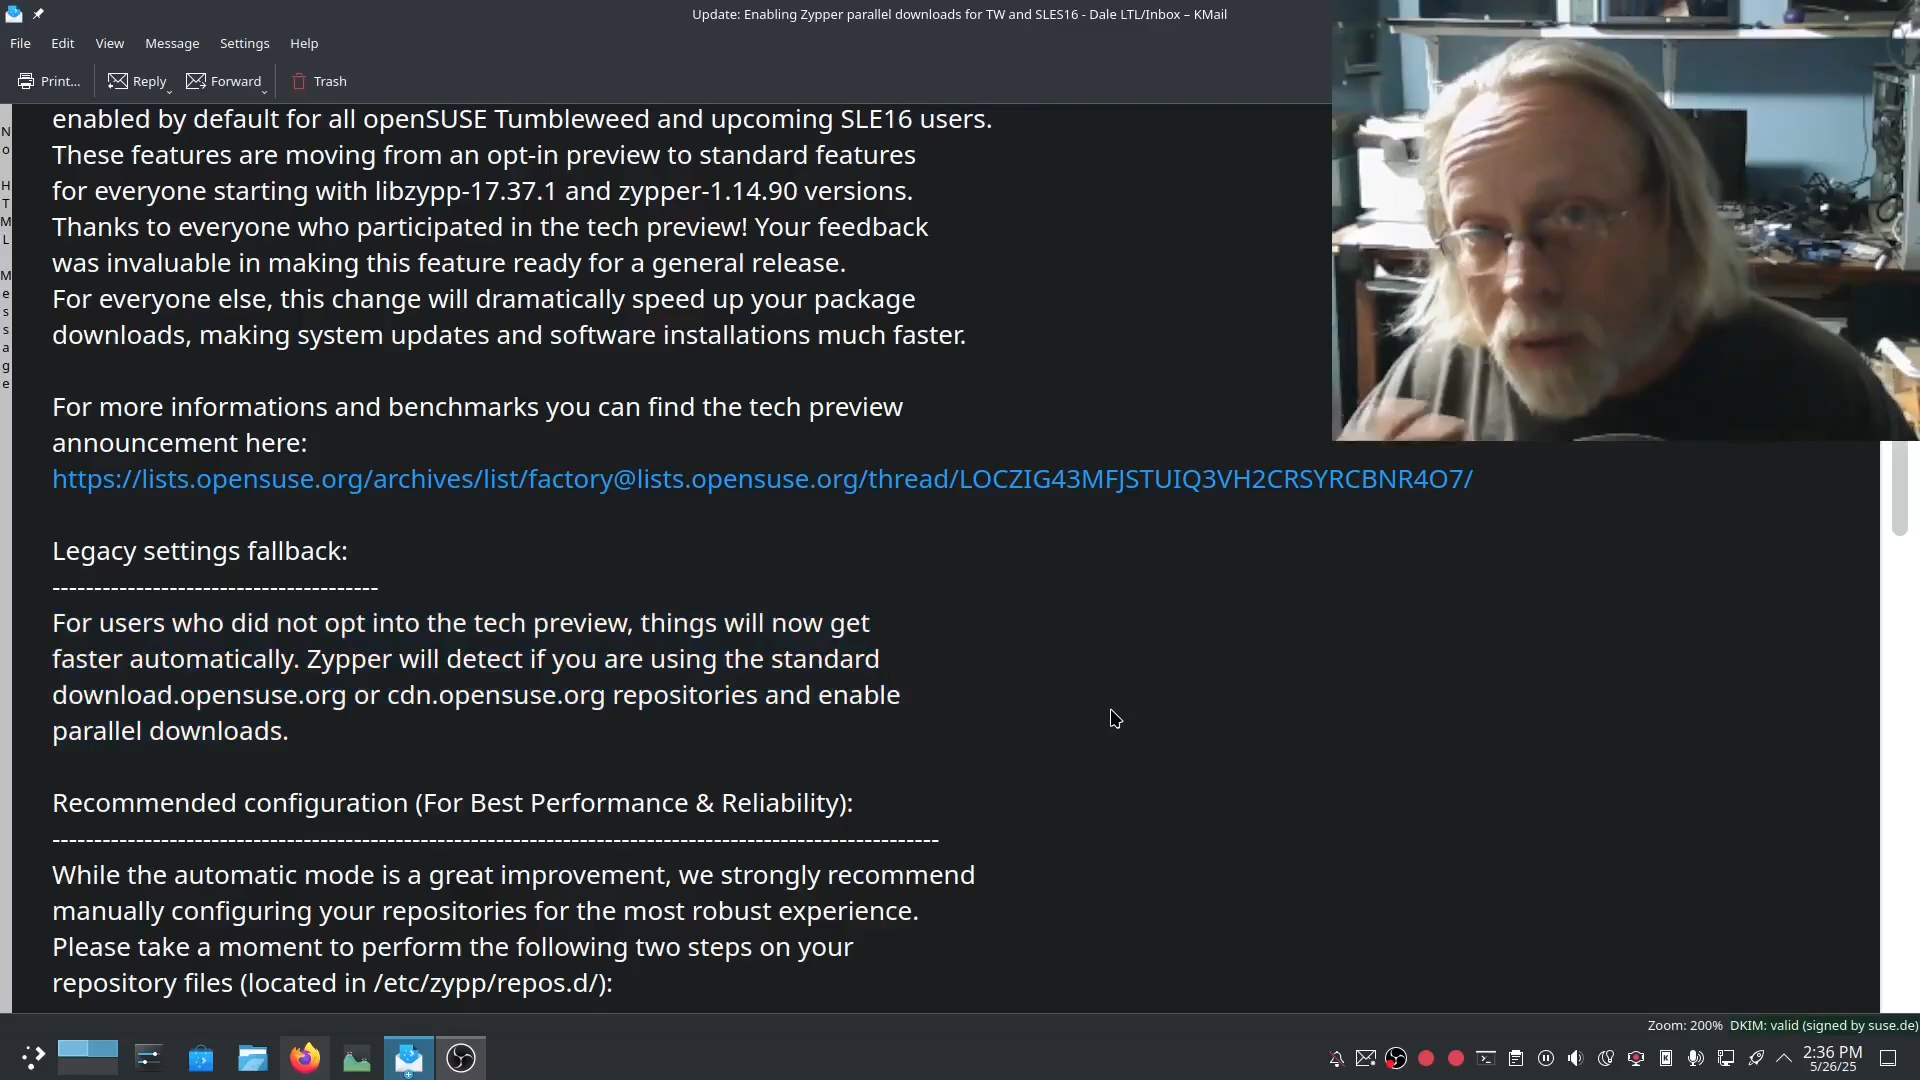 Update: Enabling Zypper parallel downloads for TW and SLES16 - Dale LTL/Inbox – KMail
File Edit View Message Settings Help
Print... Reply Forward Trash
No HTML Message
enabled by default for all openSUSE Tumbleweed and upcoming SLE16 users.
These features are moving from an opt-in preview to standard features
for everyone starting with libzypp-17.37.1 and zypper-1.14.90 versions.
Thanks to everyone who participated in the tech preview! Your feedback
was invaluable in making this feature ready for a general release.
For everyone else, this change will dramatically speed up your package
downloads, making system updates and software installations much faster.
For more informations and benchmarks you can find the tech preview
announcement here:
https://lists.opensuse.org/archives/list/factory@lists.opensuse.org/thread/LOCZIG43MFJSTUIQ3VH2CRSYRCBNR4O7/
Legacy settings fallback:
---------------------------------------
For users who did not opt into the tech preview, things will now get
faster automatically. Zypper will detect if you are using the standard
download.opensuse.org or cdn.opensuse.org repositories and enable
parallel downloads.
Recommended configuration (For Best Performance & Reliability):
----------------------------------------------------------------------------------------------------------
While the automatic mode is a great improvement, we strongly recommend
manually configuring your repositories for the most robust experience.
Please take a moment to perform the following two steps on your
repository files (located in /etc/zypp/repos.d/):
Zoom: 200% DKIM: valid (signed by suse.de)
2:36 PM
5/26/25